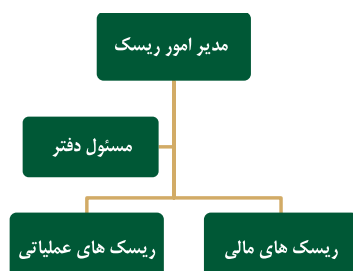 مدیر امور ریسک
مسئول دفتر
ریسک های مالی
ریسک های عملیاتی